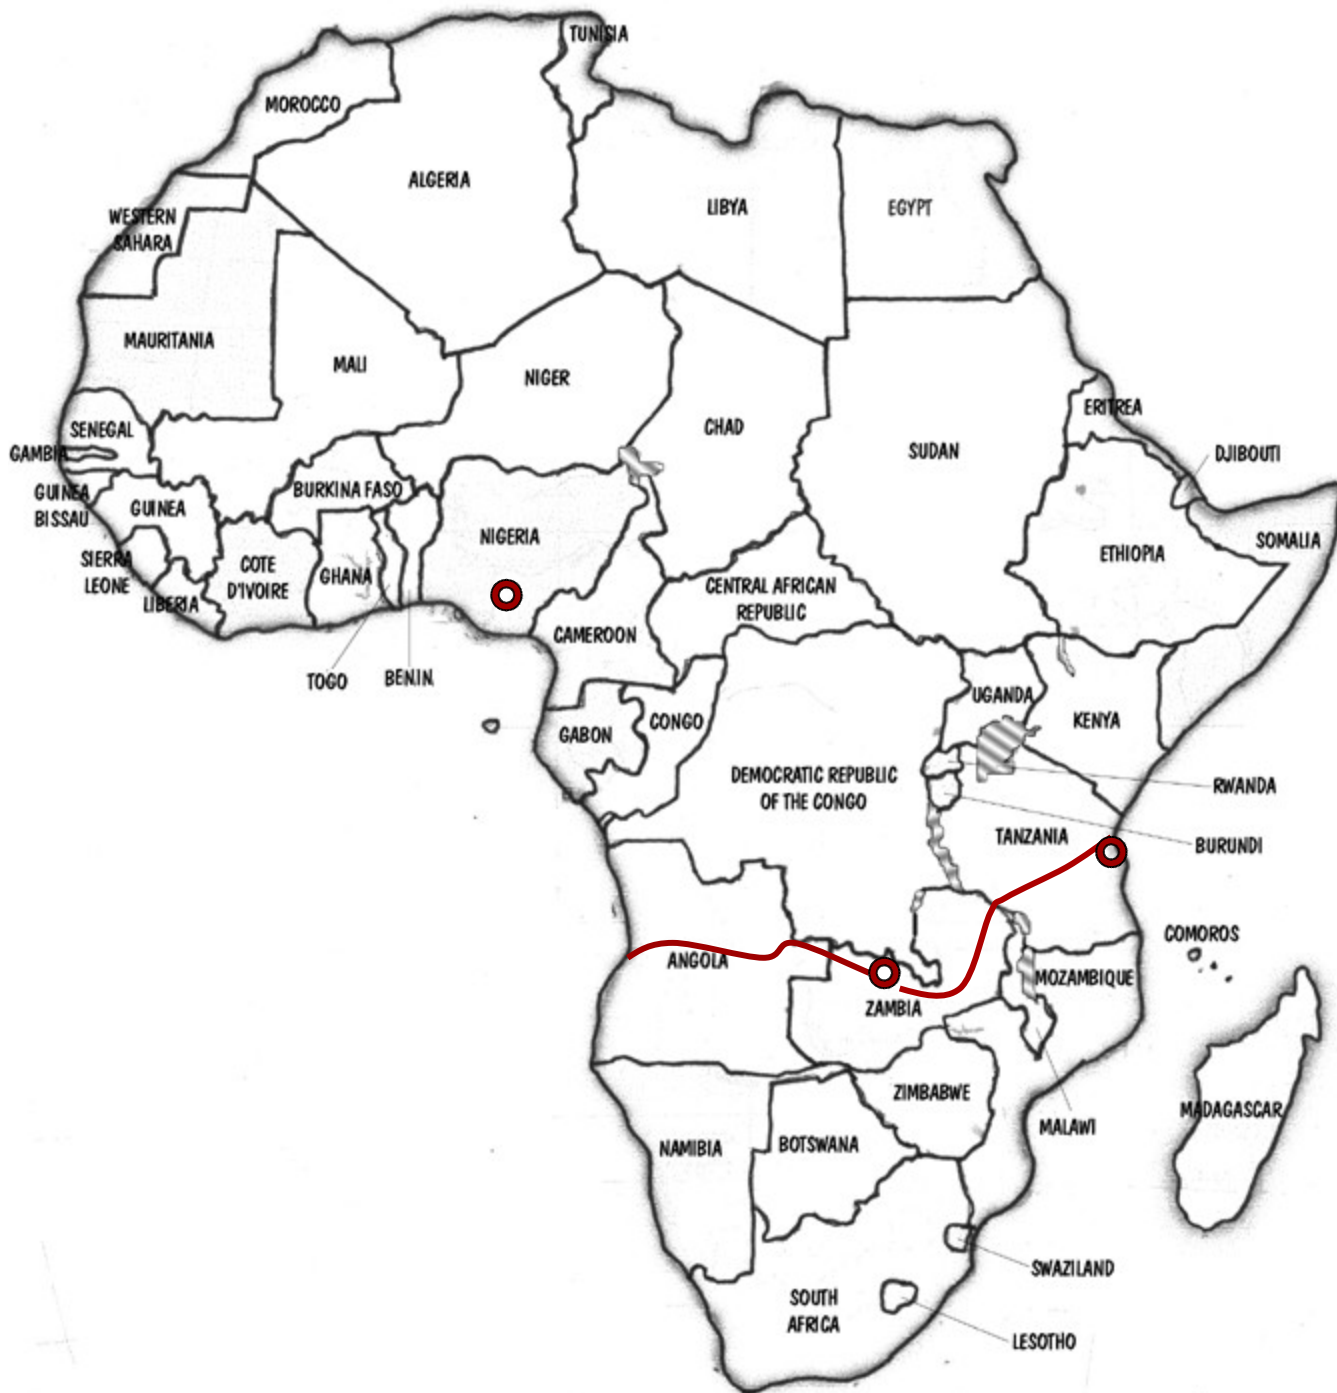 TUNISIA
MOROCCO
ALGERIA
LIBYA
EGYPT
WESTERN
SAHARA
MAURITANIA
MALI
NIGER
CHAD
SUDAN
ERITREA
DJIBOUTI
SENEGAL
GAMBIA
GUINEA
BISSAU
GUINEA
BURKINA FASO
NIGERIA
ETHIOPIA
SOMALIA
SIERRA
LEONE
LIBERIA
COTE
D'IVOIRE
GHANA
CENTRAL AFRICAN
REPUBLIC
CAMEROON
TOGO
BENIN
UGANDA
KENYA
GABON
CONGO
DEMOCRATIC REPUBLIC
OF THE CONGO
RWANDA
TANZANIA
BURUNDI
COMOROS
ANGOLA
MOZAMBIQUE
ZAMBIA
ZIMBABWE
MALAWI
MADAGASCAR
NAMIBIA
BOTSWANA
SWAZILAND
SOUTH
AFRICA
LESOTHO